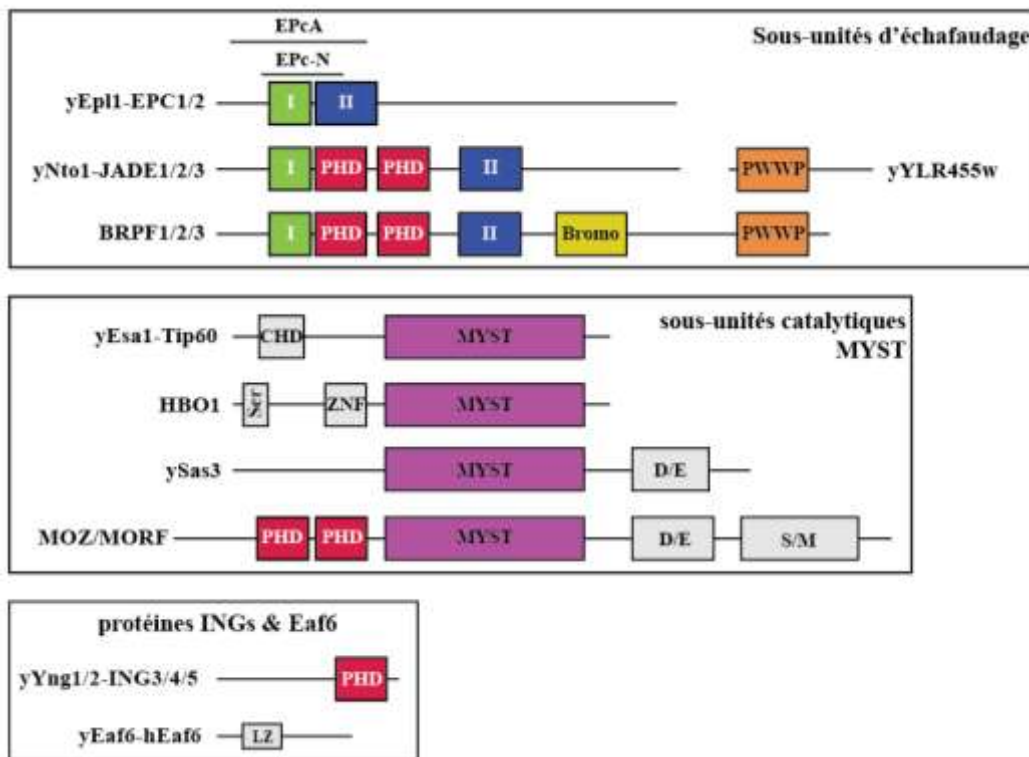 EPcA
Sous-unités d'échafaudage
EPc-N
yEpl1-EPC1/2 I II
yNto1-JADE1/2/3 I PHD PHD II PWWP yYLR455w
BRPF1/2/3 I PHD PHD II Bromo PWWP
yEsa1-Tip60 CHD MYST
sous-unités catalytiques
MYST
HBO1 Ser ZNF MYST
ySas3 MYST D/E
MOZ/MORF PHD PHD MYST D/E S/M
protéines INGs & Eaf6
yYng1/2-ING3/4/5 PHD
yEaf6-hEaf6 LZ